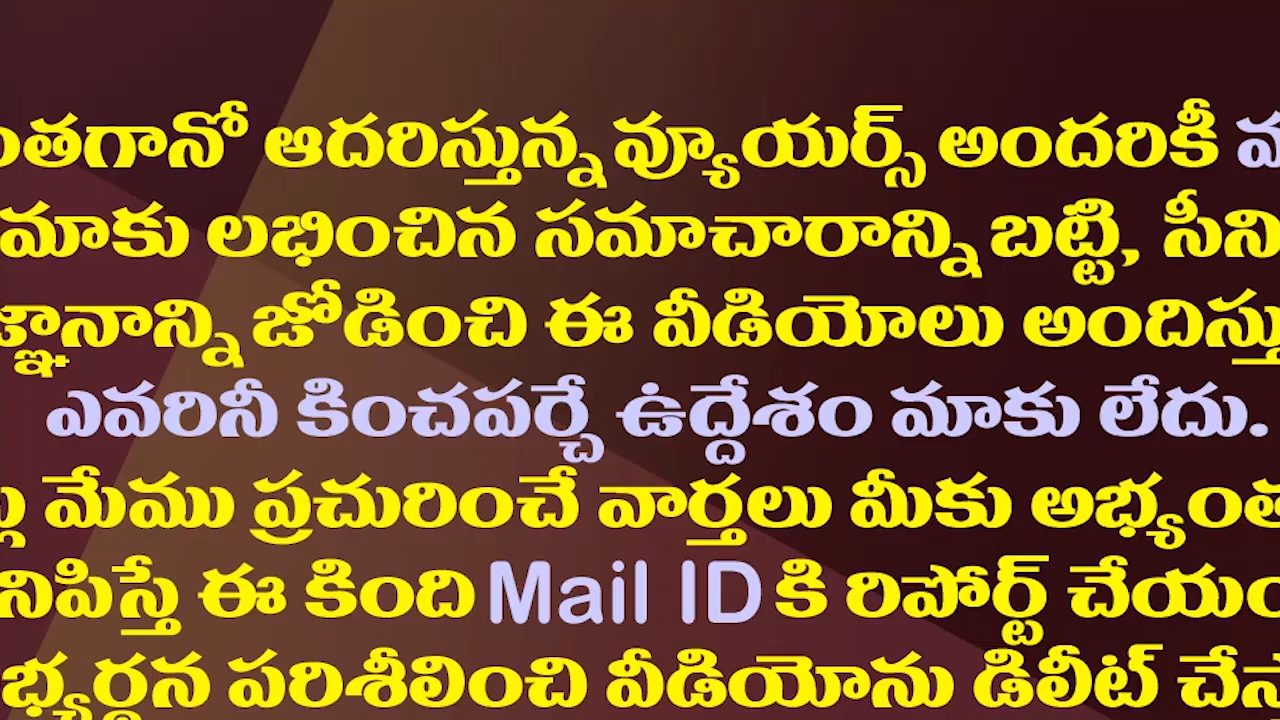 ంతగానో ఆదరిస్తున్న వ్యూయర్స్ అందరికీ
మాకు లభించిన సమాచారాన్ని బట్టి, సీని
జ్ఞానాన్ని జోడించి ఈ వీడియోలు అందిస్తు
ఎవరినీ కించపర్చే ఉద్దేశం మాకు లేదు.
మేము ప్రచురించే వార్తలు మీకు అభ్యంత
నిపిస్తే ఈ కింది Mail ID కి రిపోర్ట్ చేయం
భ్యర్థన పరిశీలించి వీడియోను డిలీట్ చేస